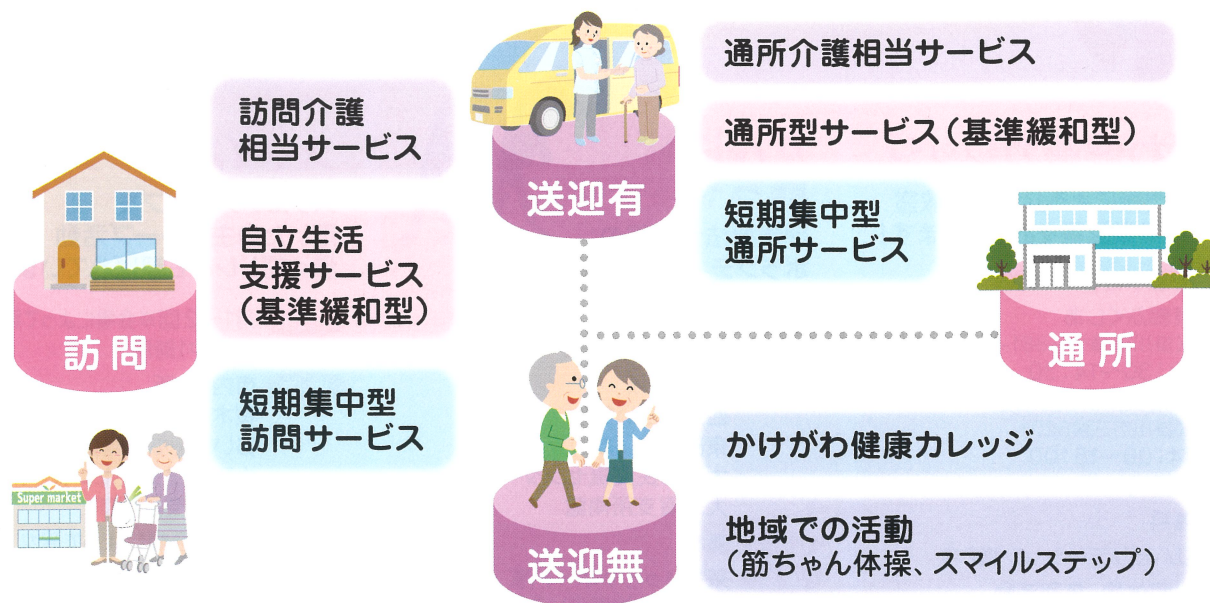 訪問
訪問介護
相当サービス
自立生活
支援サービス
（基準緩和型）
短期集中型
訪問サービス
Super market
送迎有
通所介護相当サービス
通所型サービス（基準緩和型）
短期集中型
通所サービス
通所
送迎無
かけがわ健康カレッジ
地域での活動
（筋ちゃん体操、スマイルステップ）